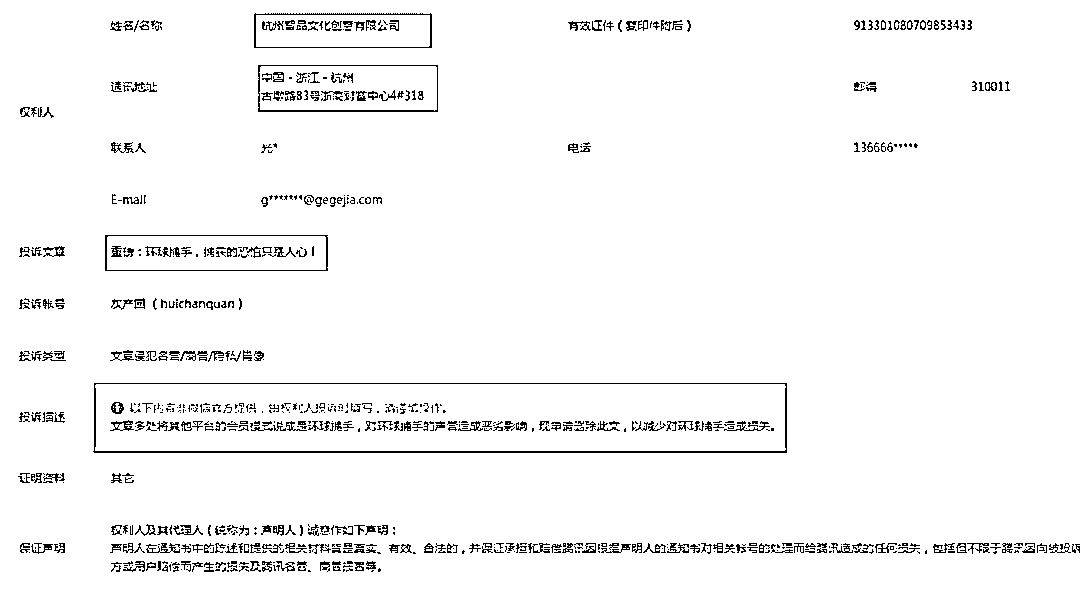 姓名/名称 杭州智品文化创意有限公司 有效证件（复印件附后） 913301080709853433
通讯地址 中国 - 浙江 - 杭州 邮编 310011
古墩路83号浙商财富中心4#318
权利人
联系人 光* 电话 136666*****
E-mail g*******@gegejia.com
投诉文章 重磅：环球捕手，捕获的恐怕只是人心！
投诉帐号 灰产圈（huichanquan）
投诉类型 文章侵犯名誉/商誉/隐私/肖像
以下内容非微信官方提供，由权利人投诉时填写，请谨慎操作。
投诉描述
文章多处将其他平台的会员模式说成是环球捕手，对环球捕手的声誉造成恶劣影响，现申请删除此文，以减少对环球捕手造成损失。
证明资料 其它
权利人及其代理人（统称为：声明人）诚意作如下声明：
保证声明 声明人在通知书中的陈述和提供的相关材料皆是真实、有效、合法的，并保证承担和赔偿腾讯因根据声明人的通知书对相关帐号的处理而给腾讯造成的任何损失，包括但不限于腾讯因向被投诉
方或用户赔偿而产生的损失及腾讯名誉、商誉损害等。